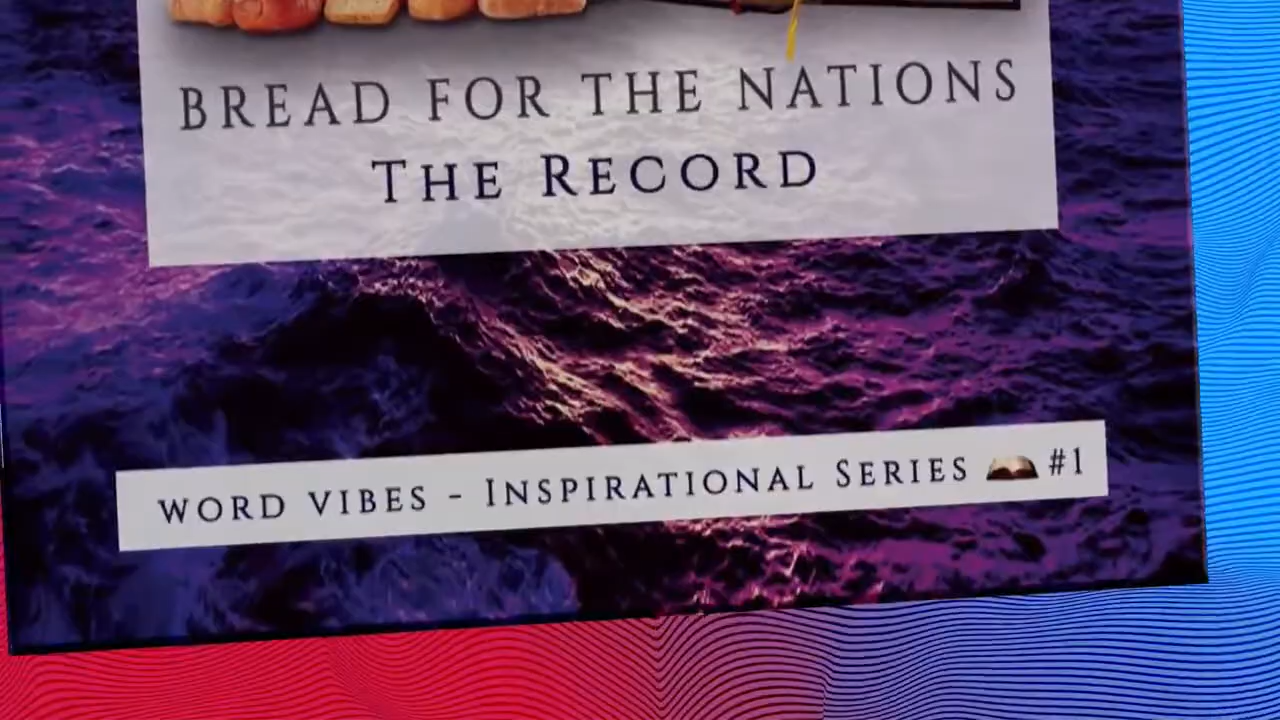 BREAD FOR THE NATIONS
THE RECORD
WORD VIBES - INSPIRATIONAL SERIES #1